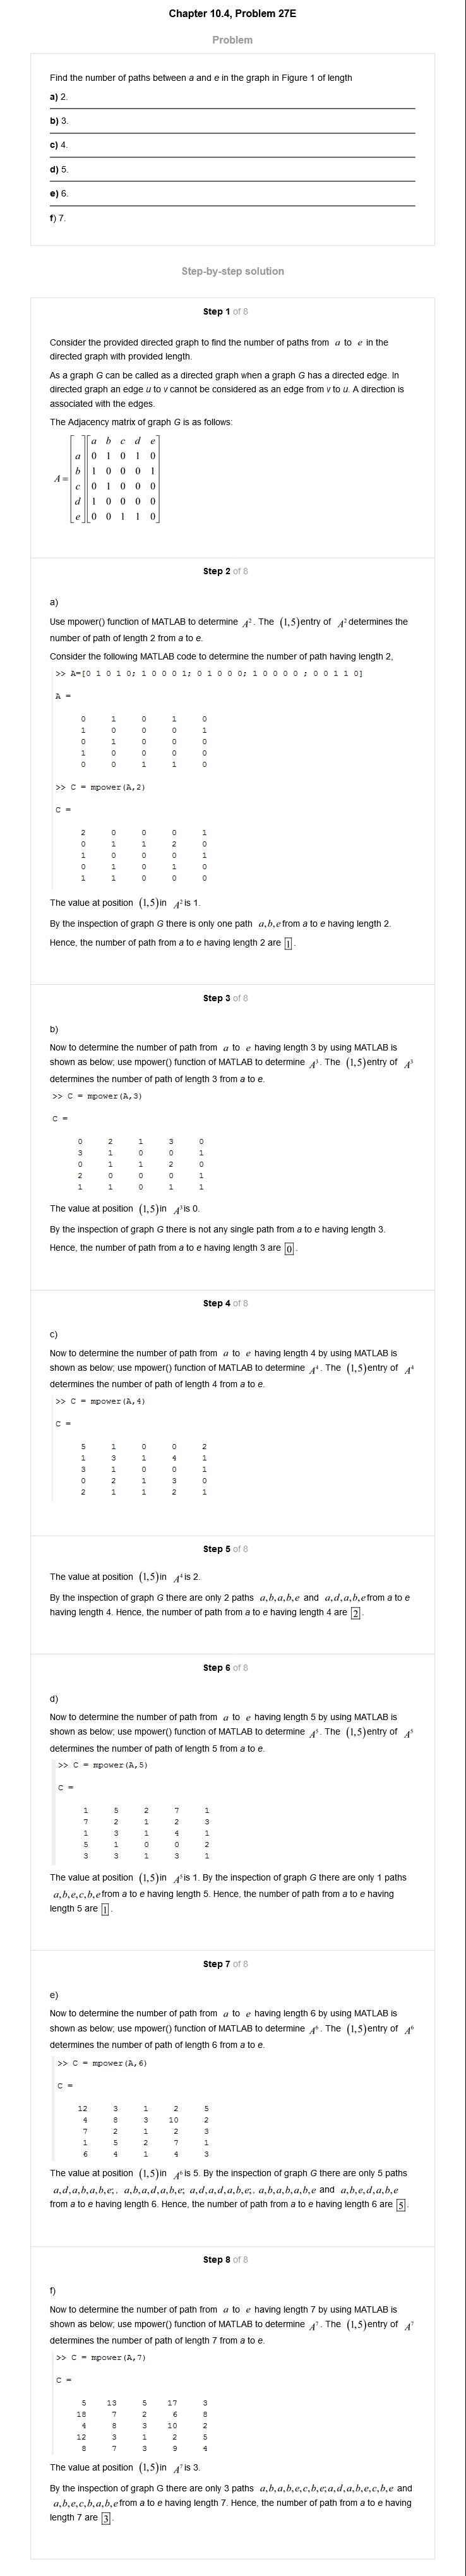 Chapter 10.4, Problem 27E
Problem
Find the number of paths between a and e in the graph in Figure 1 of length
a) 2.
b) 3.
c) 4.
d) 5.
e) 6.
f) 7.
Step-by-step solution
Step 1 of 8
Consider the provided directed graph to find the number of paths from a to e in the
directed graph with provided length.
As a graph G can be called as a directed graph when a graph G has a directed edge. In
directed graph an edge u to v cannot be considered as an edge from v to u. A direction is
associated with the edges.
The Adjacency matrix of graph G is as follows:
a b c d e
a 0 1 0 1 0
b 1 0 0 0 1
A = c 0 1 0 0 0
d 1 0 0 0 0
e 0 0 1 1 0
Step 2 of 8
a)
Use mpower() function of MATLAB to determine A². The (1,5) entry of A² determines the
number of path of length 2 from a to e.
Consider the following MATLAB code to determine the number of path having length 2,
>> A=[0 1 0 1 0; 1 0 0 0 1; 0 1 0 0 0; 1 0 0 0 0 ; 0 0 1 1 0]
A =
0 1 0 1 0
1 0 0 0 1
0 1 0 0 0
1 0 0 0 0
0 0 1 1 0
>> C = mpower(A,2)
C =
2 0 0 0 1
0 1 1 2 0
1 0 0 0 1
0 1 0 1 0
1 1 0 0 0
The value at position (1,5) in A² is 1.
By the inspection of graph G there is only one path a,b,e from a to e having length 2.
Hence, the number of path from a to e having length 2 are 1.
Step 3 of 8
b)
Now to determine the number of path from a to e having length 3 by using MATLAB is
shown as below; use mpower() function of MATLAB to determine A³. The (1,5) entry of A³
determines the number of path of length 3 from a to e.
>> C = mpower(A,3)
C =
0 2 1 3 0
3 1 0 0 1
0 1 1 2 0
2 0 0 0 1
1 1 0 1 1
The value at position (1,5) in A³ is 0.
By the inspection of graph G there is not any single path from a to e having length 3.
Hence, the number of path from a to e having length 3 are 0.
Step 4 of 8
c)
Now to determine the number of path from a to e having length 4 by using MATLAB is
shown as below; use mpower() function of MATLAB to determine A⁴. The (1,5) entry of A⁴
determines the number of path of length 4 from a to e.
>> C = mpower(A,4)
C =
5 1 0 0 2
1 3 1 4 1
3 1 0 0 1
0 2 1 3 0
2 1 1 2 1
Step 5 of 8
The value at position (1,5) in A⁴ is 2.
By the inspection of graph G there are only 2 paths a,b,a,b,e and a,d,a,b,e from a to e
having length 4. Hence, the number of path from a to e having length 4 are 2.
Step 6 of 8
d)
Now to determine the number of path from a to e having length 5 by using MATLAB is
shown as below; use mpower() function of MATLAB to determine A⁵. The (1,5) entry of A⁵
determines the number of path of length 5 from a to e.
>> C = mpower(A,5)
C =
1 5 2 7 1
7 2 1 2 3
1 3 1 4 1
5 1 0 0 2
3 3 1 3 1
The value at position (1,5) in A⁵ is 1. By the inspection of graph G there are only 1 paths
a,b,e,c,b,e from a to e having length 5. Hence, the number of path from a to e having
length 5 are 1.
Step 7 of 8
e)
Now to determine the number of path from a to e having length 6 by using MATLAB is
shown as below; use mpower() function of MATLAB to determine A⁶. The (1,5) entry of A⁶
determines the number of path of length 6 from a to e.
>> C = mpower(A,6)
C =
12 3 1 2 5
4 8 3 10 2
7 2 1 2 3
1 5 2 7 1
6 4 1 4 3
The value at position (1,5) in A⁶ is 5. By the inspection of graph G there are only 5 paths
a,d,a,b,a,b,e;. a,b,a,d,a,b,e; a,d,a,d,a,b,e;. a,b,a,b,a,b,e and a,b,e,d,a,b,e
from a to e having length 6. Hence, the number of path from a to e having length 6 are 5.
Step 8 of 8
f)
Now to determine the number of path from a to e having length 7 by using MATLAB is
shown as below; use mpower() function of MATLAB to determine A⁷. The (1,5) entry of A⁷
determines the number of path of length 7 from a to e.
>> C = mpower(A,7)
C =
5 13 5 17 3
18 7 2 6 8
4 8 3 10 2
12 3 1 2 5
8 7 3 9 4
The value at position (1,5) in A⁷ is 3.
By the inspection of graph G there are only 3 paths a,b,a,b,e,c,b,e;a,d,a,b,e,c,b,e and
a,b,e,c,b,a,b,e from a to e having length 7. Hence, the number of path from a to e having
length 7 are 3.